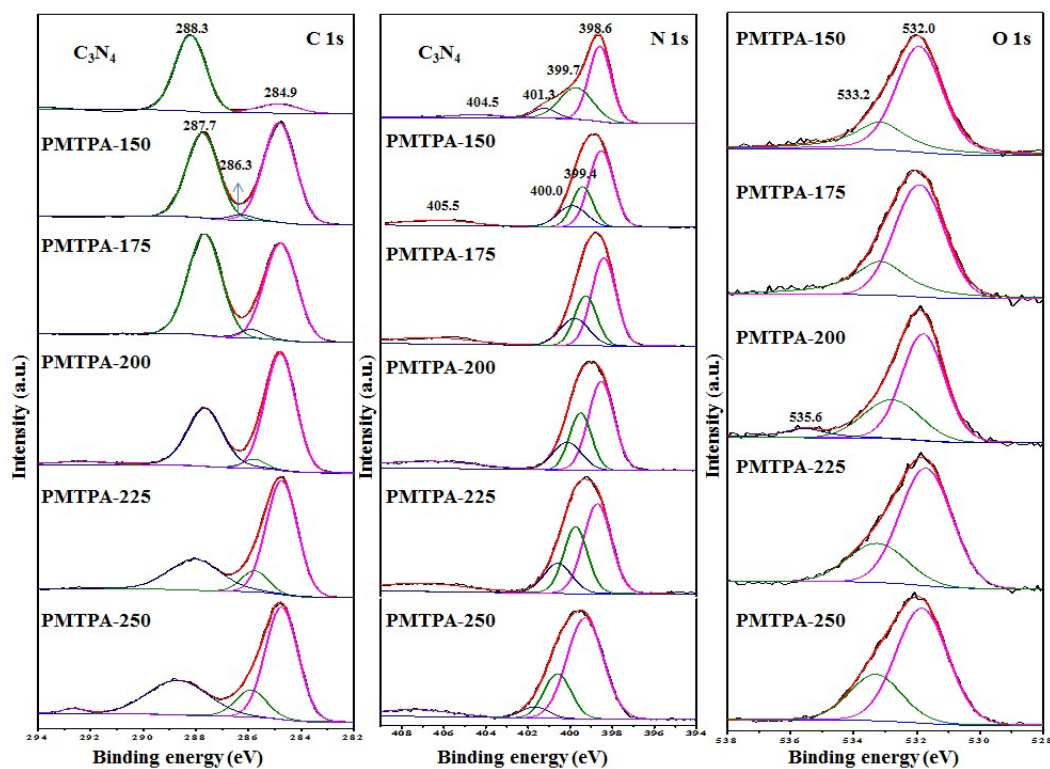 C 1s
C₃N₄
288.3
284.9
PMTPA-150
287.7
286.3
PMTPA-175
PMTPA-200
PMTPA-225
PMTPA-250
Intensity (a.u.)
294 292 290 288 286 284 282
Binding energy (eV)
N 1s
C₃N₄
398.6
399.7
401.3
404.5
PMTPA-150
400.0
399.4
405.5
PMTPA-175
PMTPA-200
PMTPA-225
PMTPA-250
Intensity (a.u.)
408 406 404 402 400 398 396 394
Binding energy (eV)
O 1s
PMTPA-150
532.0
533.2
PMTPA-175
PMTPA-200
535.6
PMTPA-225
PMTPA-250
Intensity (a.u.)
538 536 534 532 530 528
Binding energy (eV)